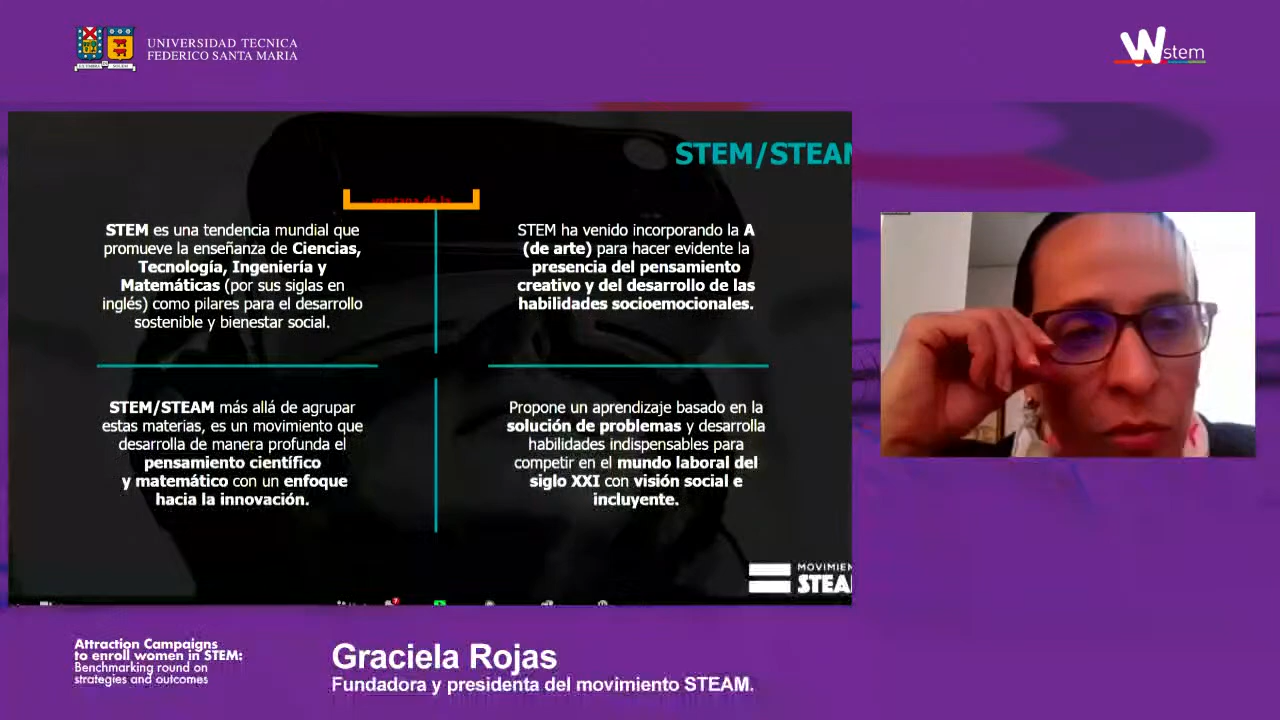 UNIVERSIDAD TECNICA
FEDERICO SANTA MARIA
Wstem
STEM/STEAM
ventana de la
STEM es una tendencia mundial que
promueve la enseñanza de Ciencias,
Tecnología, Ingeniería y
Matemáticas (por sus siglas en
inglés) como pilares para el desarrollo
sostenible y bienestar social.
STEM ha venido incorporando la A
(de arte) para hacer evidente la
presencia del pensamiento
creativo y del desarrollo de las
habilidades socioemocionales.
STEM/STEAM más allá de agrupar
estas materias, es un movimiento que
desarrolla de manera profunda el
pensamiento científico
y matemático con un enfoque
hacia la innovación.
Propone un aprendizaje basado en la
solución de problemas y desarrolla
habilidades indispensables para
competir en el mundo laboral del
siglo XXI con visión social e
incluyente.
MOVIMIEN
STEA
Attraction Campaigns
to enroll women in STEM:
Benchmarking round on
strategies and outcomes
Graciela Rojas
Fundadora y presidenta del movimiento STEAM.